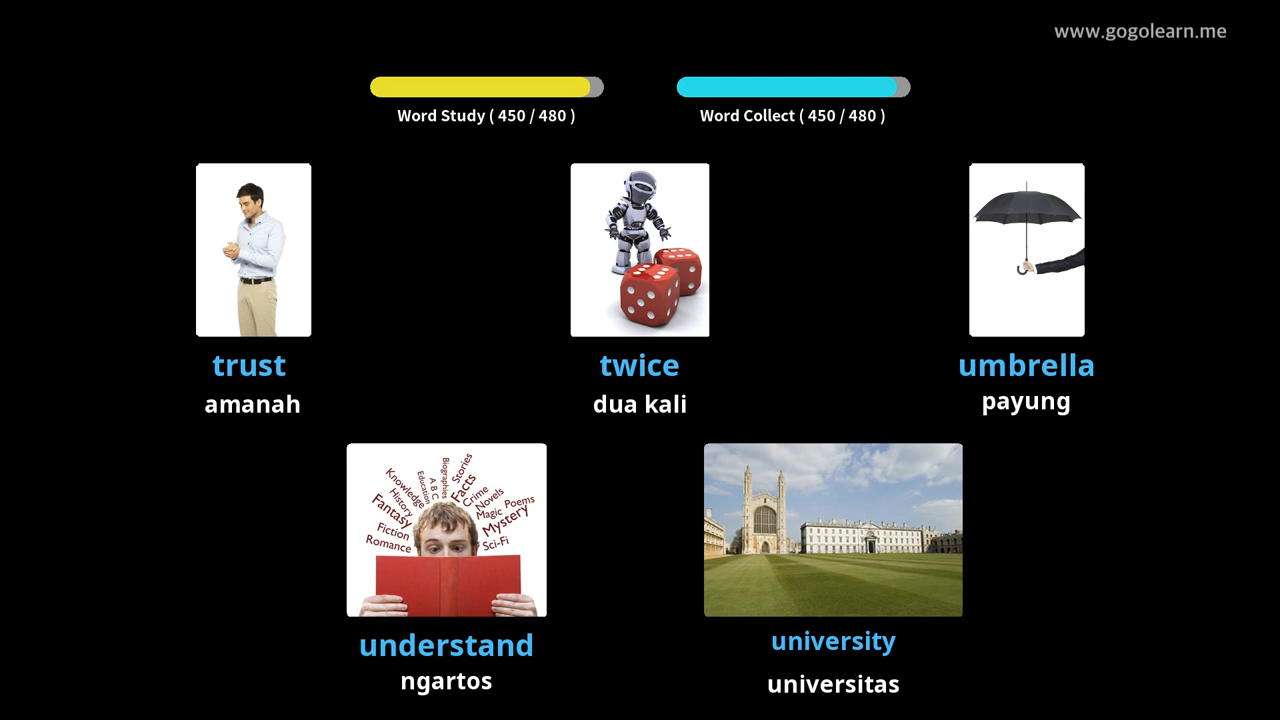 www.gogolearn.me
Word Study ( 450 / 480 )
Word Collect ( 450 / 480 )
trust
amanah
twice
dua kali
umbrella
payung
Knowledge
History
Fantasy
Fiction
Romance
Education
A B C
Biographies
Stories
Facts
Crime
Novels
Magic
Poems
Mystery
Sci-Fi
understand
ngartos
university
universitas